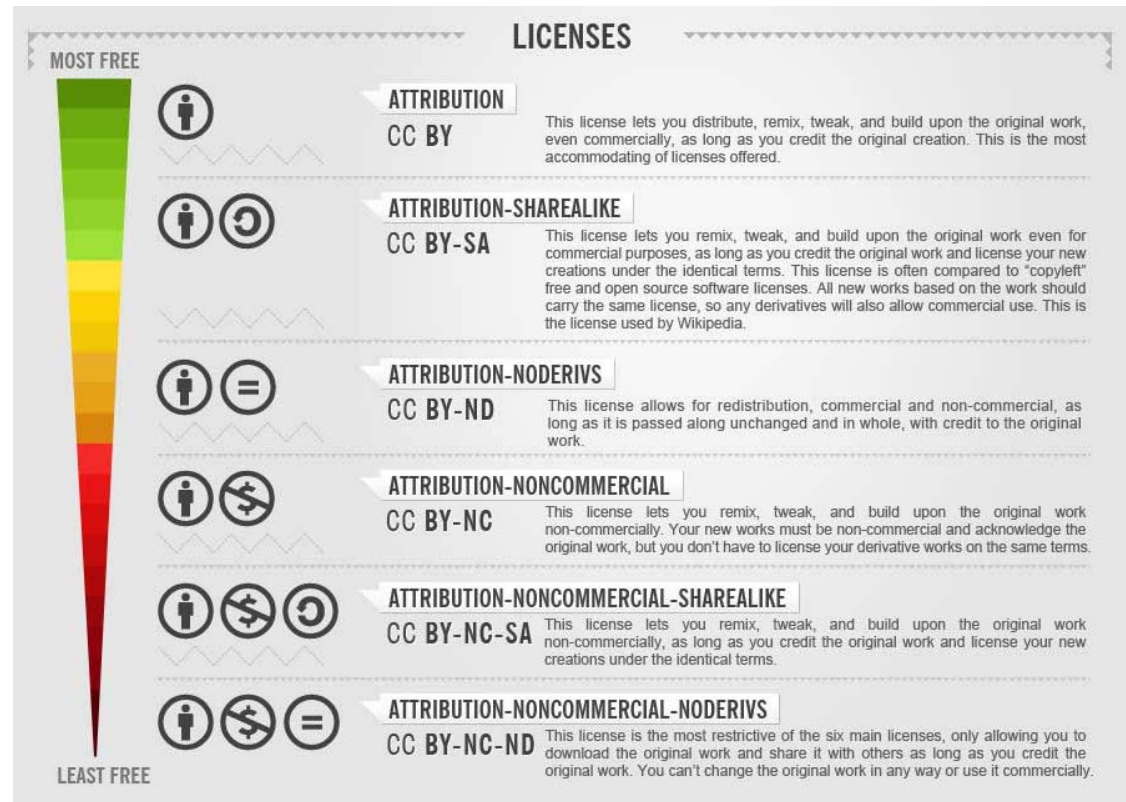 LICENSES
MOST FREE
ATTRIBUTION
CC BY
This license lets you distribute, remix, tweak, and build upon the original work,
even commercially, as long as you credit the original creation. This is the most
accommodating of licenses offered.
ATTRIBUTION-SHAREALIKE
CC BY-SA
This license lets you remix, tweak, and build upon the original work even for
commercial purposes, as long as you credit the original work and license your new
creations under the identical terms. This license is often compared to “copyleft”
free and open source software licenses. All new works based on the work should
carry the same license, so any derivatives will also allow commercial use. This is
the license used by Wikipedia.
ATTRIBUTION-NODERIVS
CC BY-ND
This license allows for redistribution, commercial and non-commercial, as
long as it is passed along unchanged and in whole, with credit to the original
work.
ATTRIBUTION-NONCOMMERCIAL
CC BY-NC
This license lets you remix, tweak, and build upon the original work
non-commercially. Your new works must be non-commercial and acknowledge the
original work, but you don’t have to license your derivative works on the same terms.
ATTRIBUTION-NONCOMMERCIAL-SHAREALIKE
CC BY-NC-SA
This license lets you remix, tweak, and build upon the original work
non-commercially, as long as you credit the original work and license your new
creations under the identical terms.
ATTRIBUTION-NONCOMMERCIAL-NODERIVS
CC BY-NC-ND
This license is the most restrictive of the six main licenses, only allowing you to
download the original work and share it with others as long as you credit the
original work. You can’t change the original work in any way or use it commercially.
LEAST FREE